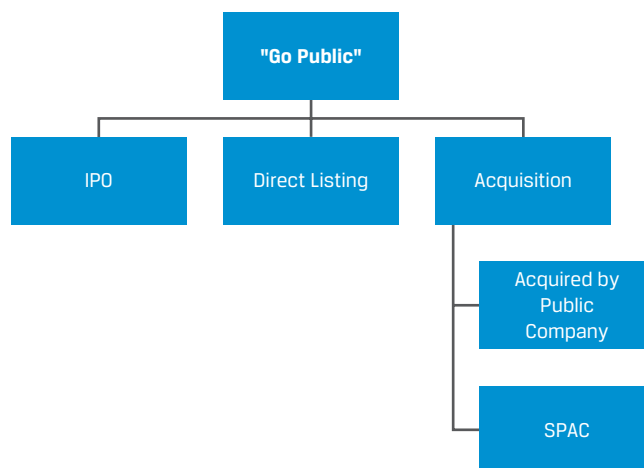 "Go Public"
IPO
Direct Listing
Acquisition
Acquired by
Public
Company
SPAC